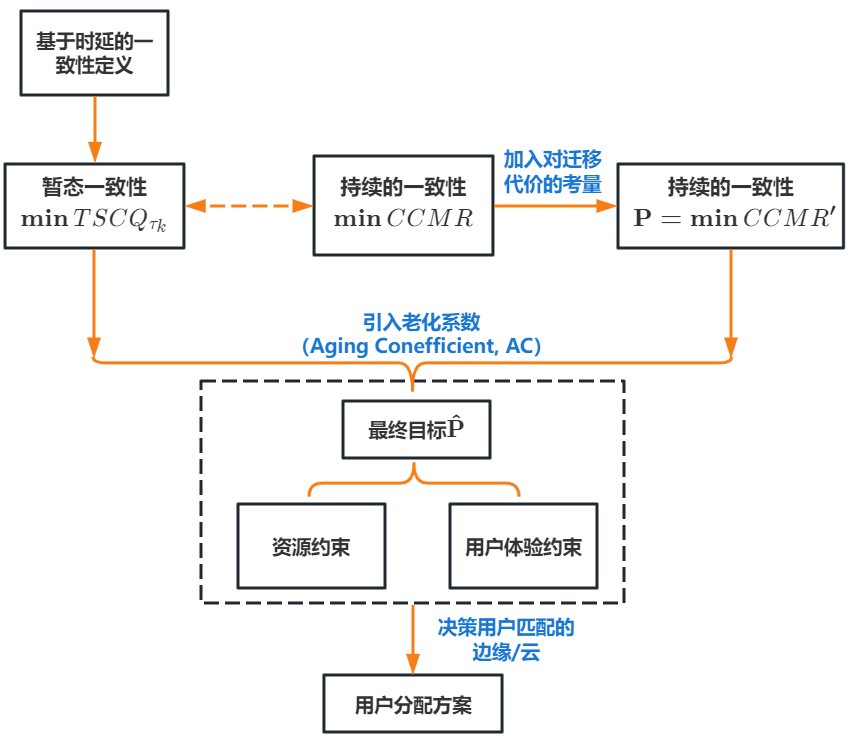 基于时延的一
致性定义
暂态一致性
min TSCQ_{τ_k}
持续的一致性
min CCMR
加入对迁移
代价的考量
持续的一致性
P = min CCMR′
引入老化系数
（Aging Conefficient, AC）
最终目标P̂
资源约束
用户体验约束
决策用户匹配的
边缘/云
用户分配方案